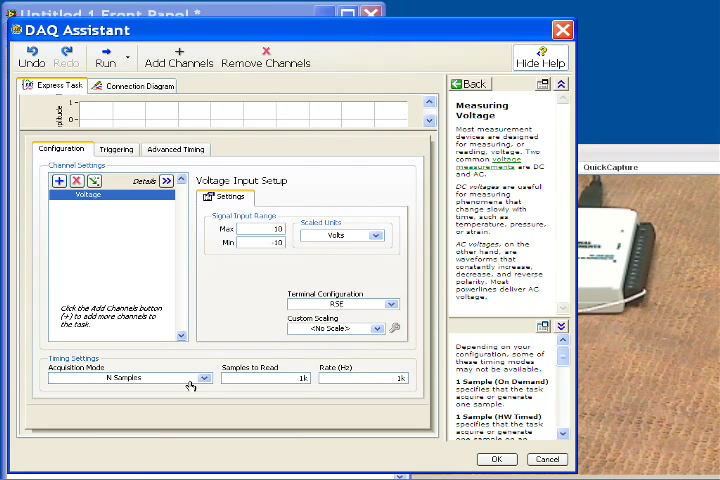 Untitled 1 Front Panel *
DAQ Assistant
Undo
Redo
Run
Add Channels
Remove Channels
Hide Help
Express Task
Connection Diagram
Back
1
0
Configuration
Triggering
Advanced Timing
Channel Settings
Details
Voltage
Click the Add Channels button
(+) to add more channels to
the task.
Voltage Input Setup
Settings
Signal Input Range
Max
10
Min
-10
Scaled Units
Volts
Terminal Configuration
RSE
Custom Scaling
<No Scale>
Timing Settings
Acquisition Mode
N Samples
Samples to Read
1k
Rate (Hz)
1k
Measuring
Voltage
Most measurement
devices are designed
for measuring, or
reading, voltage. Two
common voltage
measurements are DC
and AC.
DC voltages are useful
for measuring
phenomena that
change slowly with
time, such as
temperature, pressure,
or strain.
AC voltages, on the
other hand, are
waveforms that
constantly increase,
decrease, and reverse
polarity. Most
powerlines deliver AC
voltage.
Depending on your
configuration, some of
these timing modes
may not be available.
1 Sample (On Demand)
specifies that the task
acquire or generate
one sample.
1 Sample (HW Timed)
specifies that the task
acquire or generate
one sample on an
OK
Cancel
QuickCapture